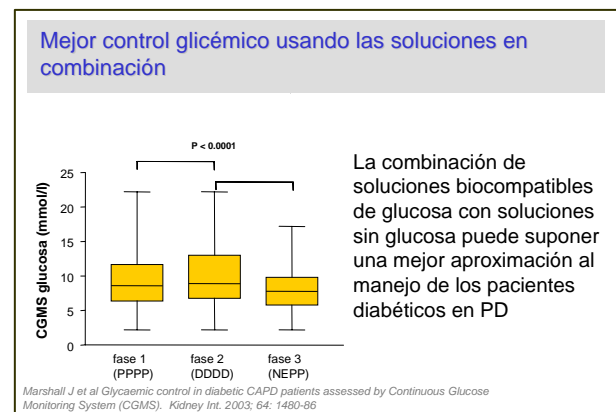 Mejor control glicémico usando las soluciones en
combinación
P < 0.0001
25
20
15
10
5
0
CGMS glucosa (mmol/l)
fase 1
(PPPP)
fase 2
(DDDD)
fase 3
(NEPP)
La combinación de
soluciones biocompatibles
de glucosa con soluciones
sin glucosa puede suponer
una mejor aproximación al
manejo de los pacientes
diabéticos en PD
Marshall J et al Glycaemic control in diabetic CAPD patients assessed by Continuous Glucose
Monitoring System (CGMS). Kidney Int. 2003; 64: 1480-86